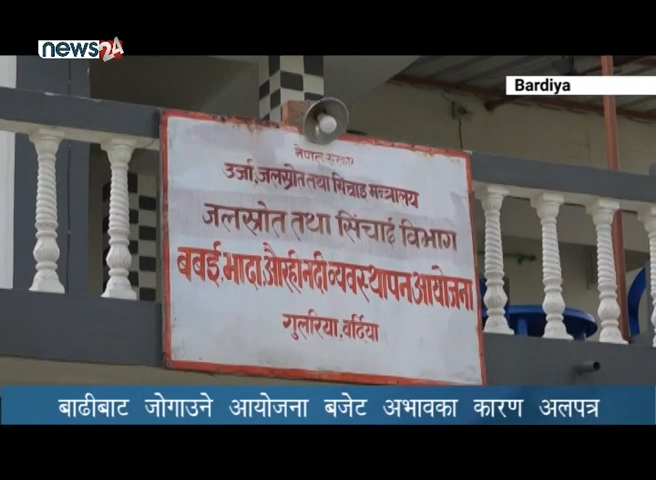 news24
Bardiya
नेपाल सरकार
उर्जा, जलस्रोत तथा सिंचाइ मन्त्रालय
जलस्रोत तथा सिंचाई विभाग
बबई, भादा, औरही नदी व्यवस्थापन आयोजना
गुलरिया, बर्दिया
बाढीबाट जोगाउने आयोजना बजेट अभावका कारण अलपत्र